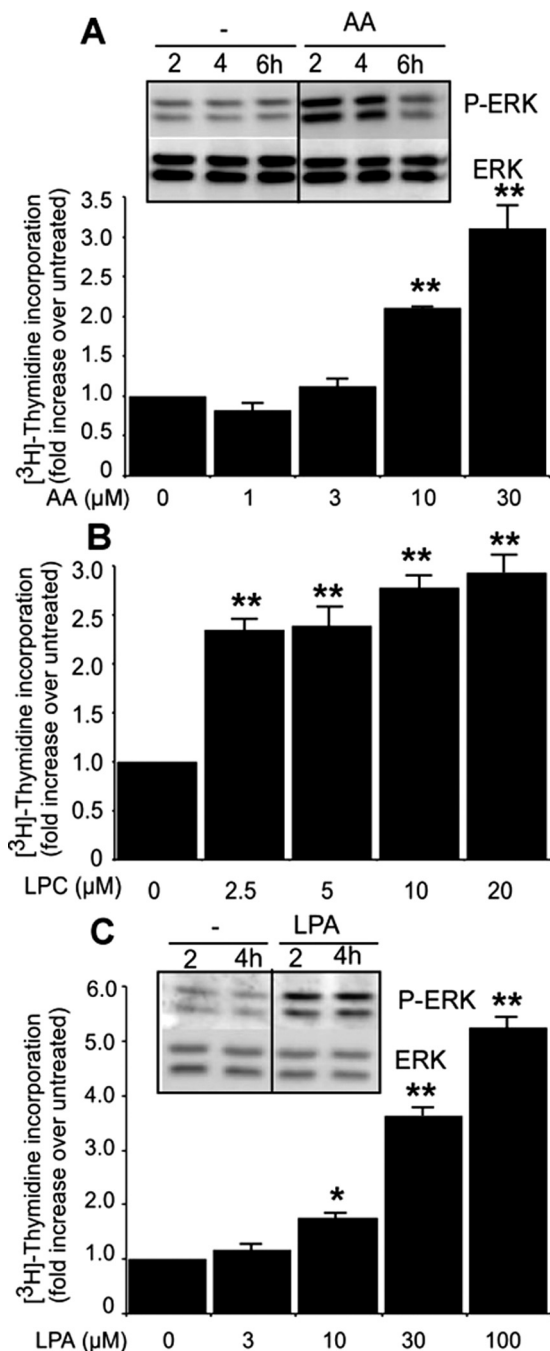 A
- AA
2 4 6h 2 4 6h
P-ERK
ERK
[³H]-Thymidine incorporation
(fold increase over untreated)
3.5
3.0
2.5
2.0
1.5
1.0
0.5
0
**
**
AA (µM) 0 1 3 10 30
B
[³H]-Thymidine incorporation
(fold increase over untreated)
3.0
2.5
2.0
1.0
1.5
0.5
0
** ** ** **
LPC (µM) 0 2.5 5 10 20
C
- LPA
2 4h 2 4h
P-ERK
ERK
[³H]-Thymidine incorporation
(fold increase over untreated)
6.0
5.0
4.0
3.0
2.0
1.0
0
*
**
**
LPA (µM) 0 3 10 30 100